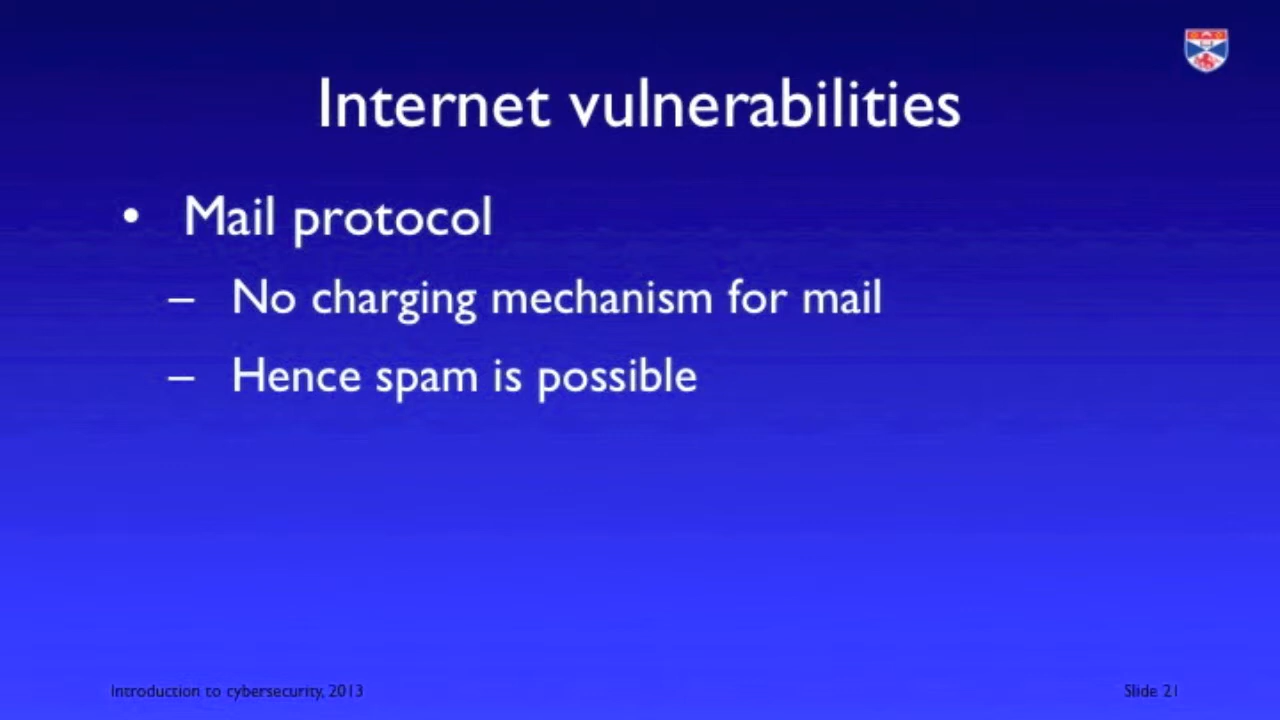 Internet vulnerabilities
• Mail protocol
– No charging mechanism for mail
– Hence spam is possible
Introduction to cybersecurity, 2013
Slide 21